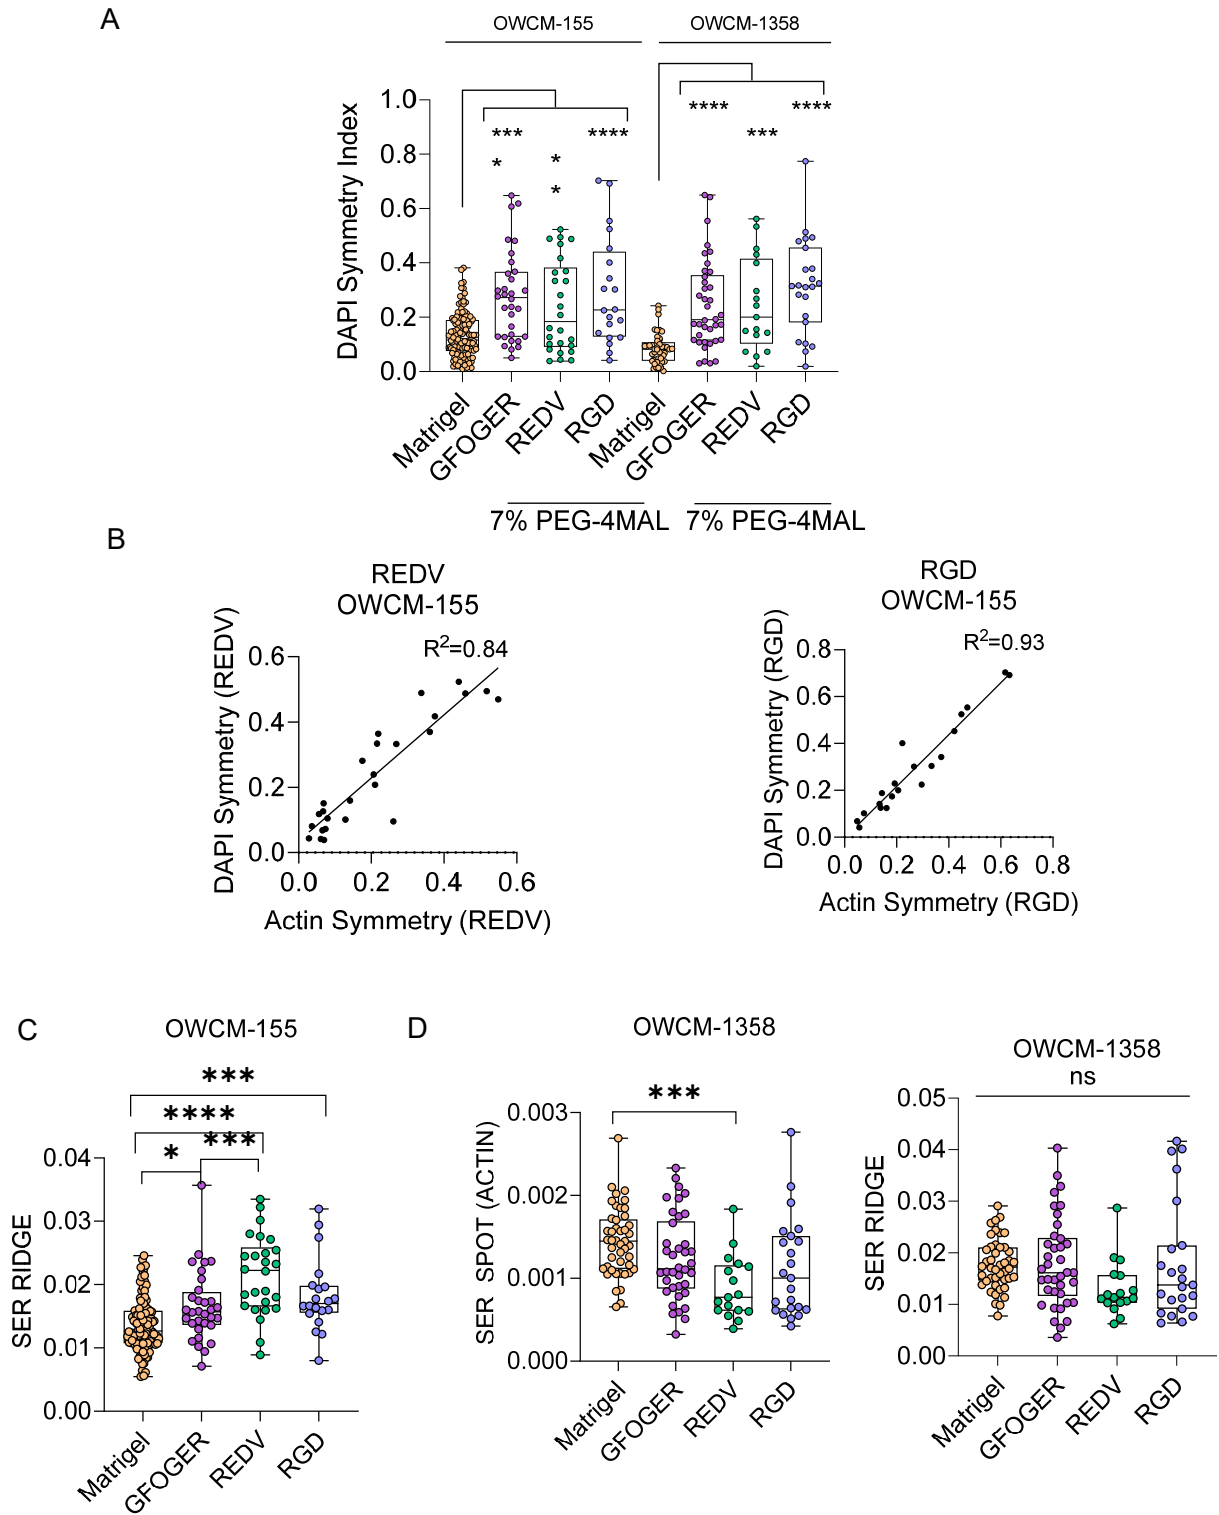 A
OWCM-155 OWCM-1358
DAPI Symmetry Index
1.0
0.8
0.6
0.4
0.2
0.0
*** **** **** *** ****
* *
*
Matrigel GFOGER REDV RGD Matrigel GFOGER REDV RGD
7% PEG-4MAL 7% PEG-4MAL
B
REDV
OWCM-155
R2=0.84
DAPI Symmetry (REDV)
0.6
0.4
0.2
0.0
0.0 0.2 0.4 0.6
Actin Symmetry (REDV)
RGD
OWCM-155
R2=0.93
DAPI Symmetry (RGD)
0.8
0.6
0.4
0.2
0.0
0.0 0.2 0.4 0.6 0.8
Actin Symmetry (RGD)
C
OWCM-155
***
****
* ***
SER RIDGE
0.04
0.03
0.02
0.01
0.00
Matrigel GFOGER REDV RGD
D
OWCM-1358
***
SER SPOT (ACTIN)
0.003
0.002
0.001
0.000
Matrigel GFOGER REDV RGD
OWCM-1358
ns
SER RIDGE
0.05
0.04
0.03
0.02
0.01
0.00
Matrigel GFOGER REDV RGD